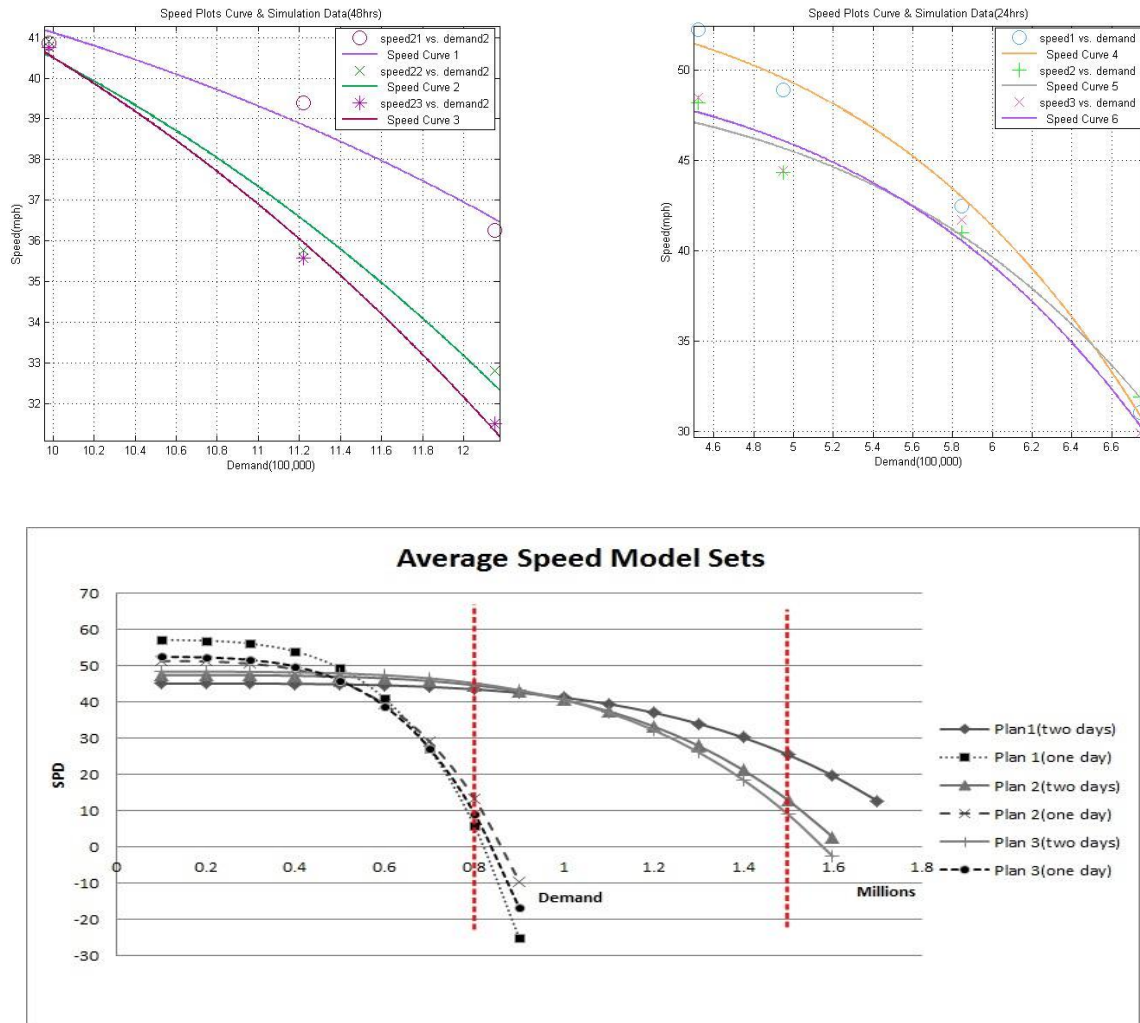 Speed Plots Curve & Simulation Data(48hrs)
41
40
39
38
37
36
35
34
33
32
Speed(mph)
speed21 vs. demand2
Speed Curve 1
speed22 vs. demand2
Speed Curve 2
speed23 vs. demand2
Speed Curve 3
10 10.2 10.4 10.6 10.8 11 11.2 11.4 11.6 11.8 12
Demand(100,000)
Speed Plots Curve & Simulation Data(24hrs)
50
45
40
35
30
Speed(mph)
speed1 vs. demand
Speed Curve 4
speed2 vs. demand
Speed Curve 5
speed3 vs. demand
Speed Curve 6
4.6 4.8 5 5.2 5.4 5.6 5.8 6 6.2 6.4 6.6
Demand(100,000)
Average Speed Model Sets
70
60
50
40
30
20
10
0
-10
-20
-30
SPD
0 0.2 0.4 0.6 0.8 1 1.2 1.4 1.6 1.8
Demand
Millions
Plan1(two days)
Plan 1(one day)
Plan 2(two days)
Plan 2(one day)
Plan 3(two days)
Plan 3(one day)